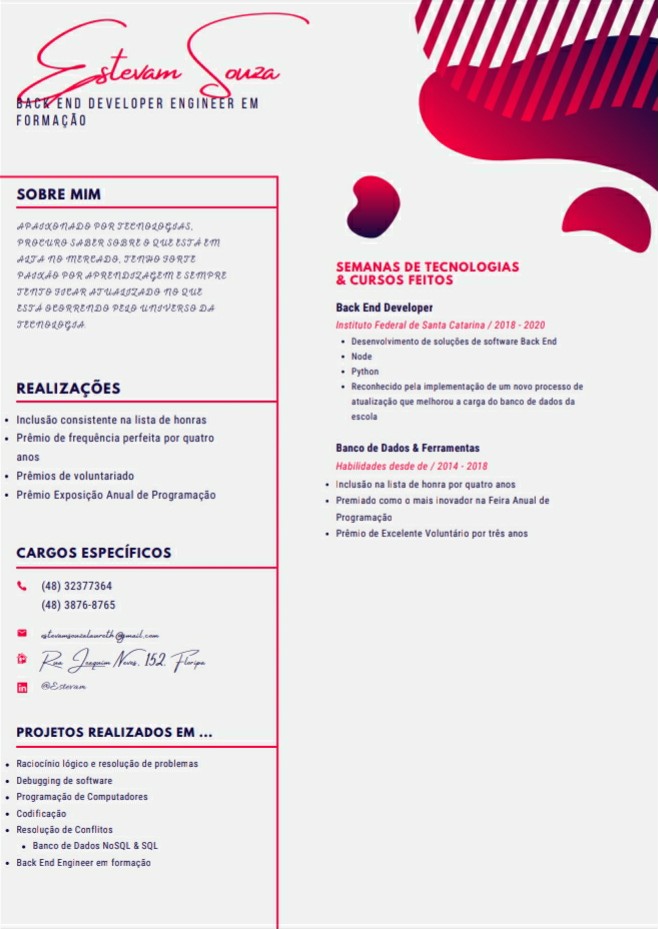 Estevam Souza
BACK END DEVELOPER ENGINEER EM
FORMAÇÃO
SOBRE MIM
APAIXONADO POR TECNOLOGIAS,
PROCURO SABER SOBRE O QUE ESTÁ EM
ALTA NO MERCADO, TENHO FORTE
PAIXÃO POR APRENDIZAGEM E SEMPRE
TENTO FICAR ATUALIZADO NO QUE
ESTÁ OCORRENDO PELO UNIVERSO DA
TECNOLOGIA.
REALIZAÇÕES
Inclusão consistente na lista de honras
Prêmio de frequência perfeita por quatro
anos
Prêmios de voluntariado
Prêmio Exposição Anual de Programação
CARGOS ESPECÍFICOS
(48) 32377364
(48) 3876-8765
estevamsouzalaureth@gmail.com
Rua Joaquim Neves, 152, Floripa
@Estevam
PROJETOS REALIZADOS EM ...
Raciocínio lógico e resolução de problemas
Debugging de software
Programação de Computadores
Codificação
Resolução de Conflitos
Banco de Dados NoSQL & SQL
Back End Engineer em formação
SEMANAS DE TECNOLOGIAS
& CURSOS FEITOS
Back End Developer
Instituto Federal de Santa Catarina / 2018 - 2020
Desenvolvimento de soluções de software Back End
Node
Python
Reconhecido pela implementação de um novo processo de
atualização que melhorou a carga do banco de dados da
escola
Banco de Dados & Ferramentas
Habilidades desde de / 2014 - 2018
Inclusão na lista de honra por quatro anos
Premiado como o mais inovador na Feira Anual de
Programação
Prêmio de Excelente Voluntário por três anos